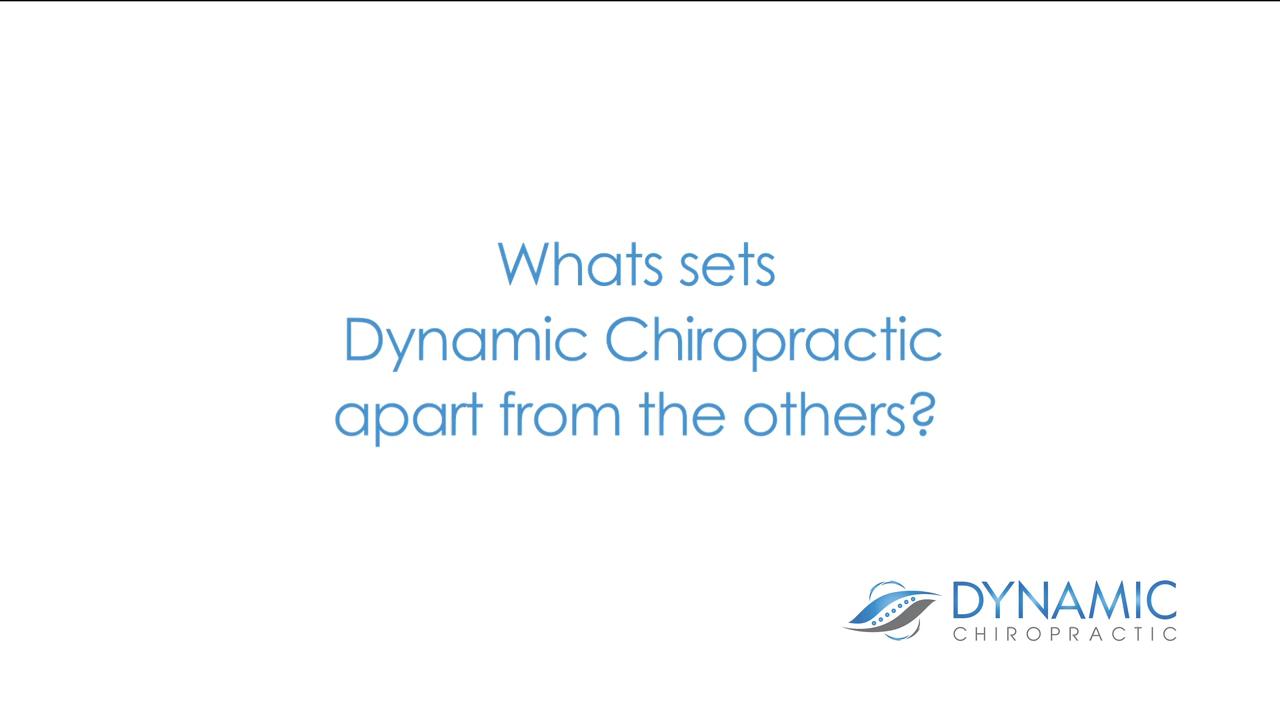 Whats sets
Dynamic Chiropractic
apart from the others?
DYNAMIC
CHIROPRACTIC